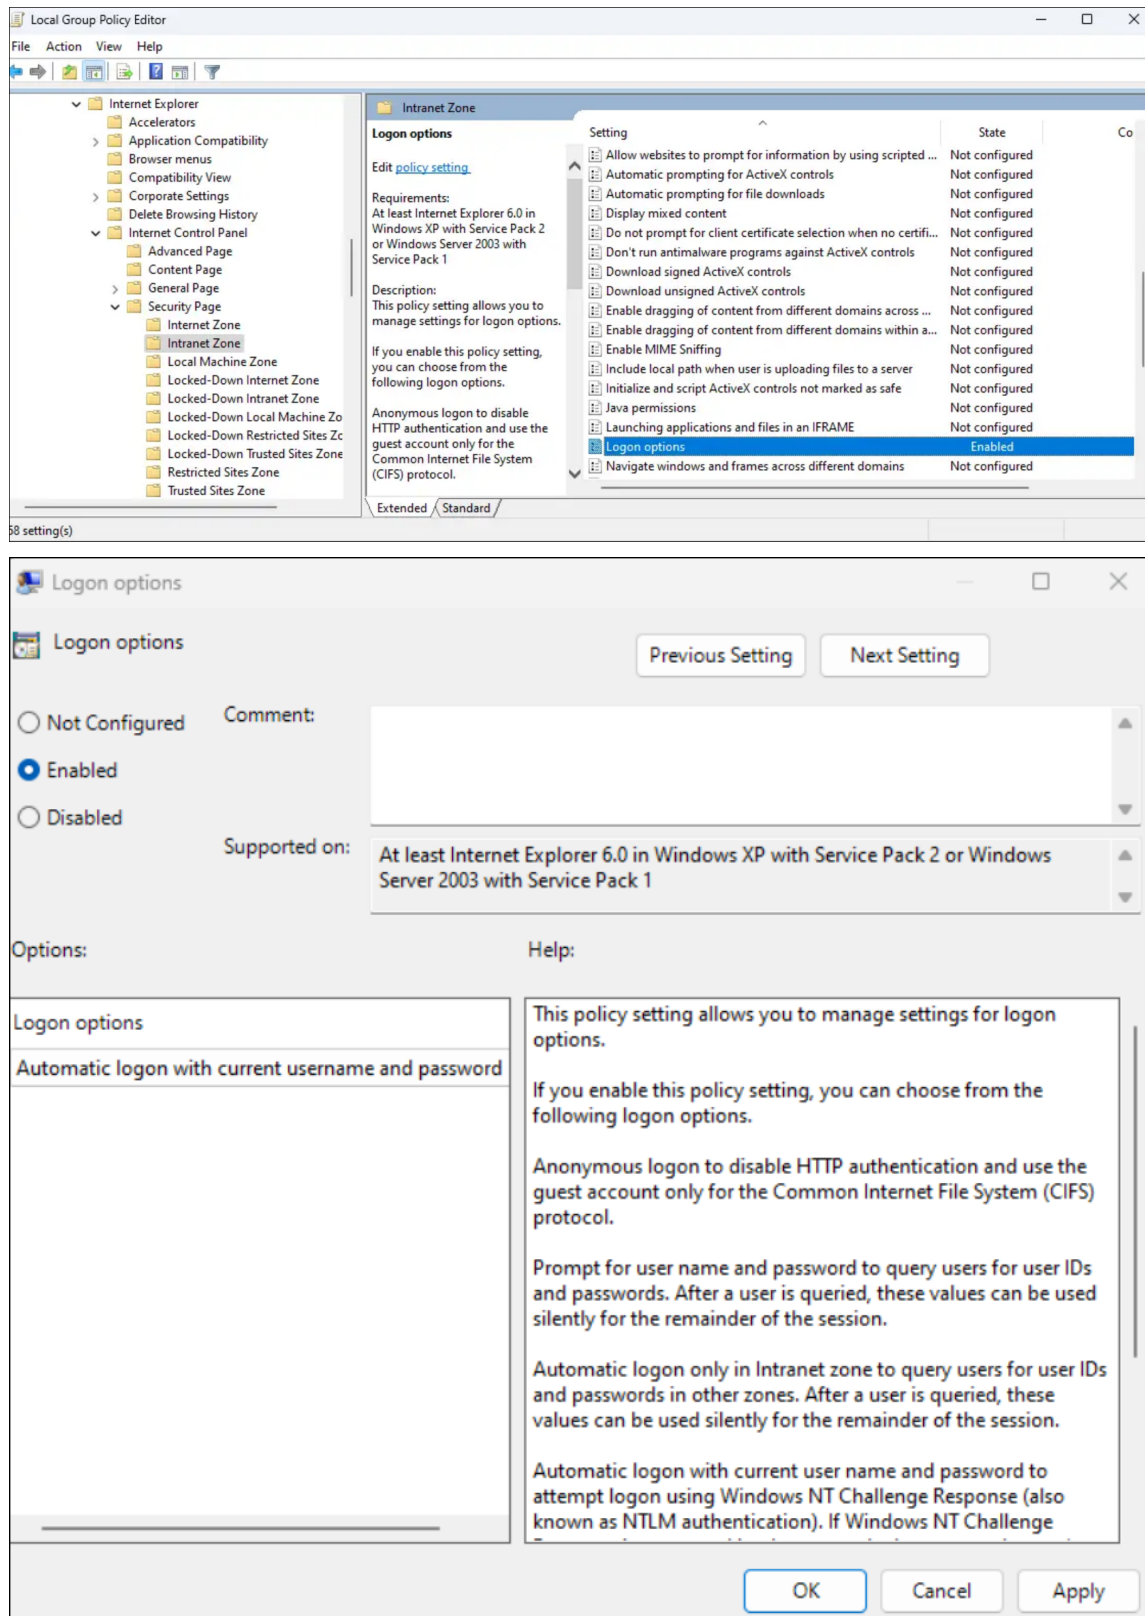 Local Group Policy Editor
File Action View Help
Internet Explorer
Accelerators
Application Compatibility
Browser menus
Compatibility View
Corporate Settings
Delete Browsing History
Internet Control Panel
Advanced Page
Content Page
General Page
Security Page
Internet Zone
Intranet Zone
Local Machine Zone
Locked-Down Internet Zone
Locked-Down Intranet Zone
Locked-Down Local Machine Zo
Locked-Down Restricted Sites Zc
Locked-Down Trusted Sites Zone
Restricted Sites Zone
Trusted Sites Zone
Intranet Zone
Logon options
Edit policy setting
Requirements:
At least Internet Explorer 6.0 in
Windows XP with Service Pack 2
or Windows Server 2003 with
Service Pack 1
Description:
This policy setting allows you to
manage settings for logon options.
If you enable this policy setting,
you can choose from the
following logon options.
Anonymous logon to disable
HTTP authentication and use the
guest account only for the
Common Internet File System
(CIFS) protocol.
Setting State Co
Allow websites to prompt for information by using scripted ... Not configured
Automatic prompting for ActiveX controls Not configured
Automatic prompting for file downloads Not configured
Display mixed content Not configured
Do not prompt for client certificate selection when no certifi... Not configured
Don't run antimalware programs against ActiveX controls Not configured
Download signed ActiveX controls Not configured
Download unsigned ActiveX controls Not configured
Enable dragging of content from different domains across ... Not configured
Enable dragging of content from different domains within a... Not configured
Enable MIME Sniffing Not configured
Include local path when user is uploading files to a server Not configured
Initialize and script ActiveX controls not marked as safe Not configured
Java permissions Not configured
Launching applications and files in an IFRAME Not configured
Logon options Enabled
Navigate windows and frames across different domains Not configured
Extended Standard
58 setting(s)
Logon options
Logon options
Previous Setting Next Setting
Not Configured
Enabled
Disabled
Comment:
Supported on:
At least Internet Explorer 6.0 in Windows XP with Service Pack 2 or Windows
Server 2003 with Service Pack 1
Options:
Help:
Logon options
Automatic logon with current username and password
This policy setting allows you to manage settings for logon
options.
If you enable this policy setting, you can choose from the
following logon options.
Anonymous logon to disable HTTP authentication and use the
guest account only for the Common Internet File System (CIFS)
protocol.
Prompt for user name and password to query users for user IDs
and passwords. After a user is queried, these values can be used
silently for the remainder of the session.
Automatic logon only in Intranet zone to query users for user IDs
and passwords in other zones. After a user is queried, these
values can be used silently for the remainder of the session.
Automatic logon with current user name and password to
attempt logon using Windows NT Challenge Response (also
known as NTLM authentication). If Windows NT Challenge
OK Cancel Apply